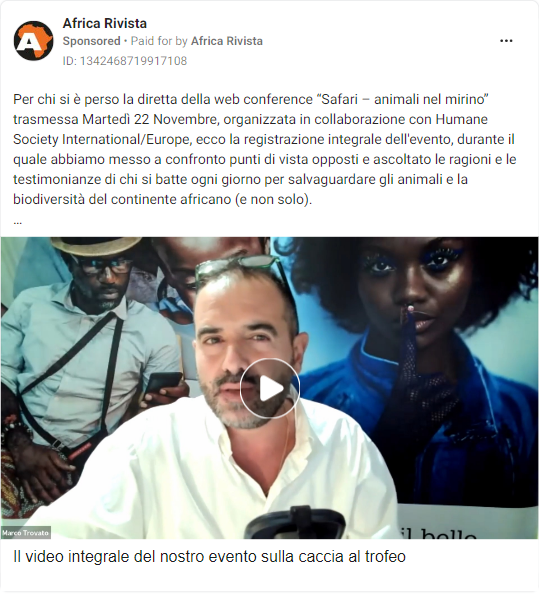 Africa Rivista
Sponsored • Paid for by Africa Rivista
ID: 1342468719917108
Per chi si è perso la diretta della web conference “Safari – animali nel mirino”
trasmessa Martedì 22 Novembre, organizzata in collaborazione con Humane
Society International/Europe, ecco la registrazione integrale dell'evento, durante il
quale abbiamo messo a confronto punti di vista opposti e ascoltato le ragioni e le
testimonianze di chi si batte ogni giorno per salvaguardare gli animali e la
biodiversità del continente africano (e non solo).
...
il bello
Marco Trovato
Il video integrale del nostro evento sulla caccia al trofeo